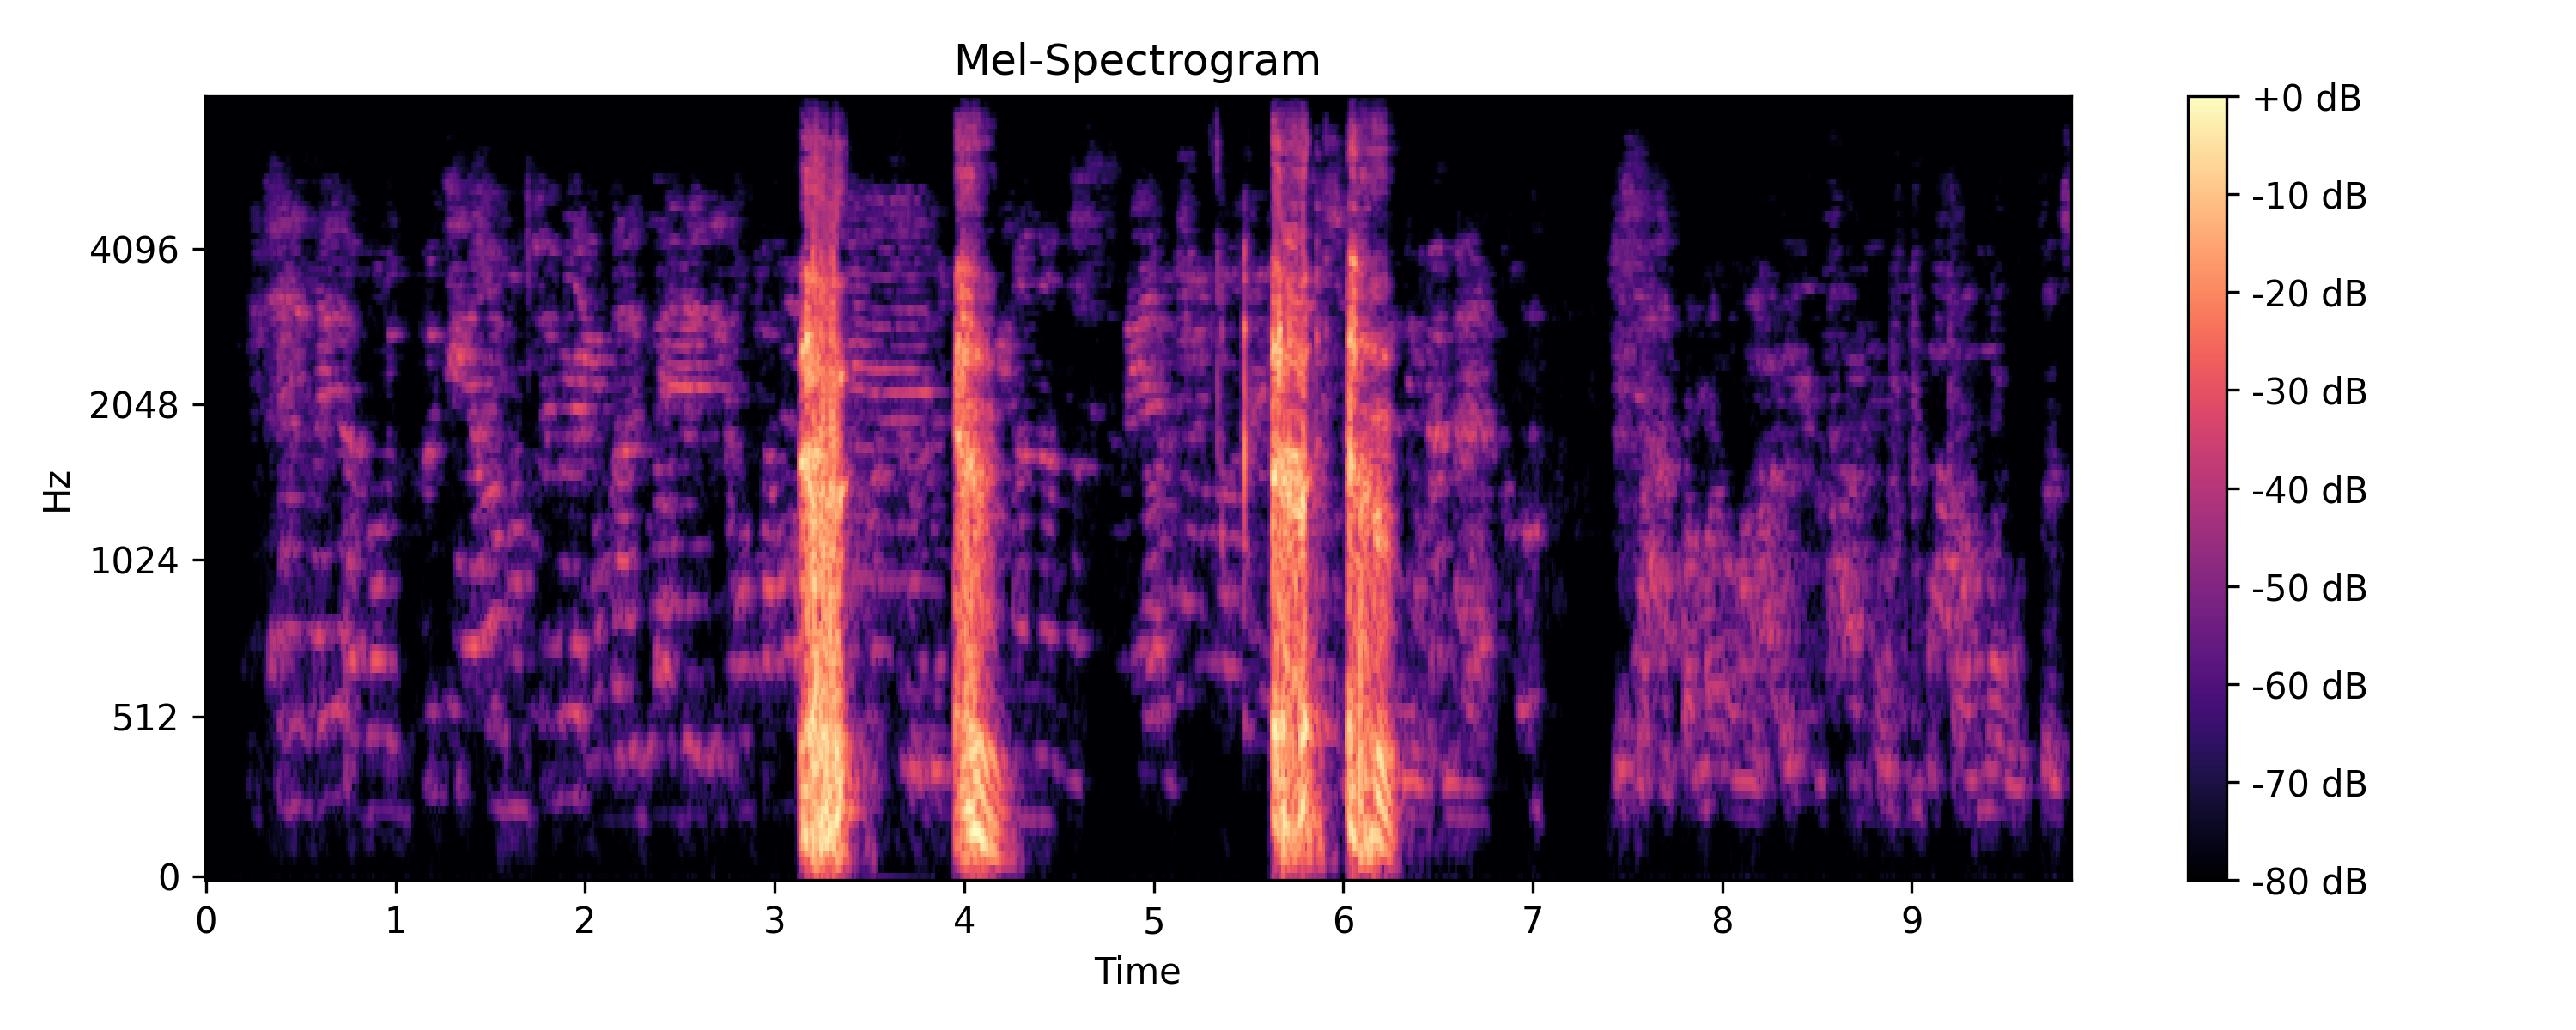 Mel-Spectrogram
Hz
4096
2048
1024
512
0
0 1 2 3 4 5 6 7 8 9
Time
+0 dB
-10 dB
-20 dB
-30 dB
-40 dB
-50 dB
-60 dB
-70 dB
-80 dB